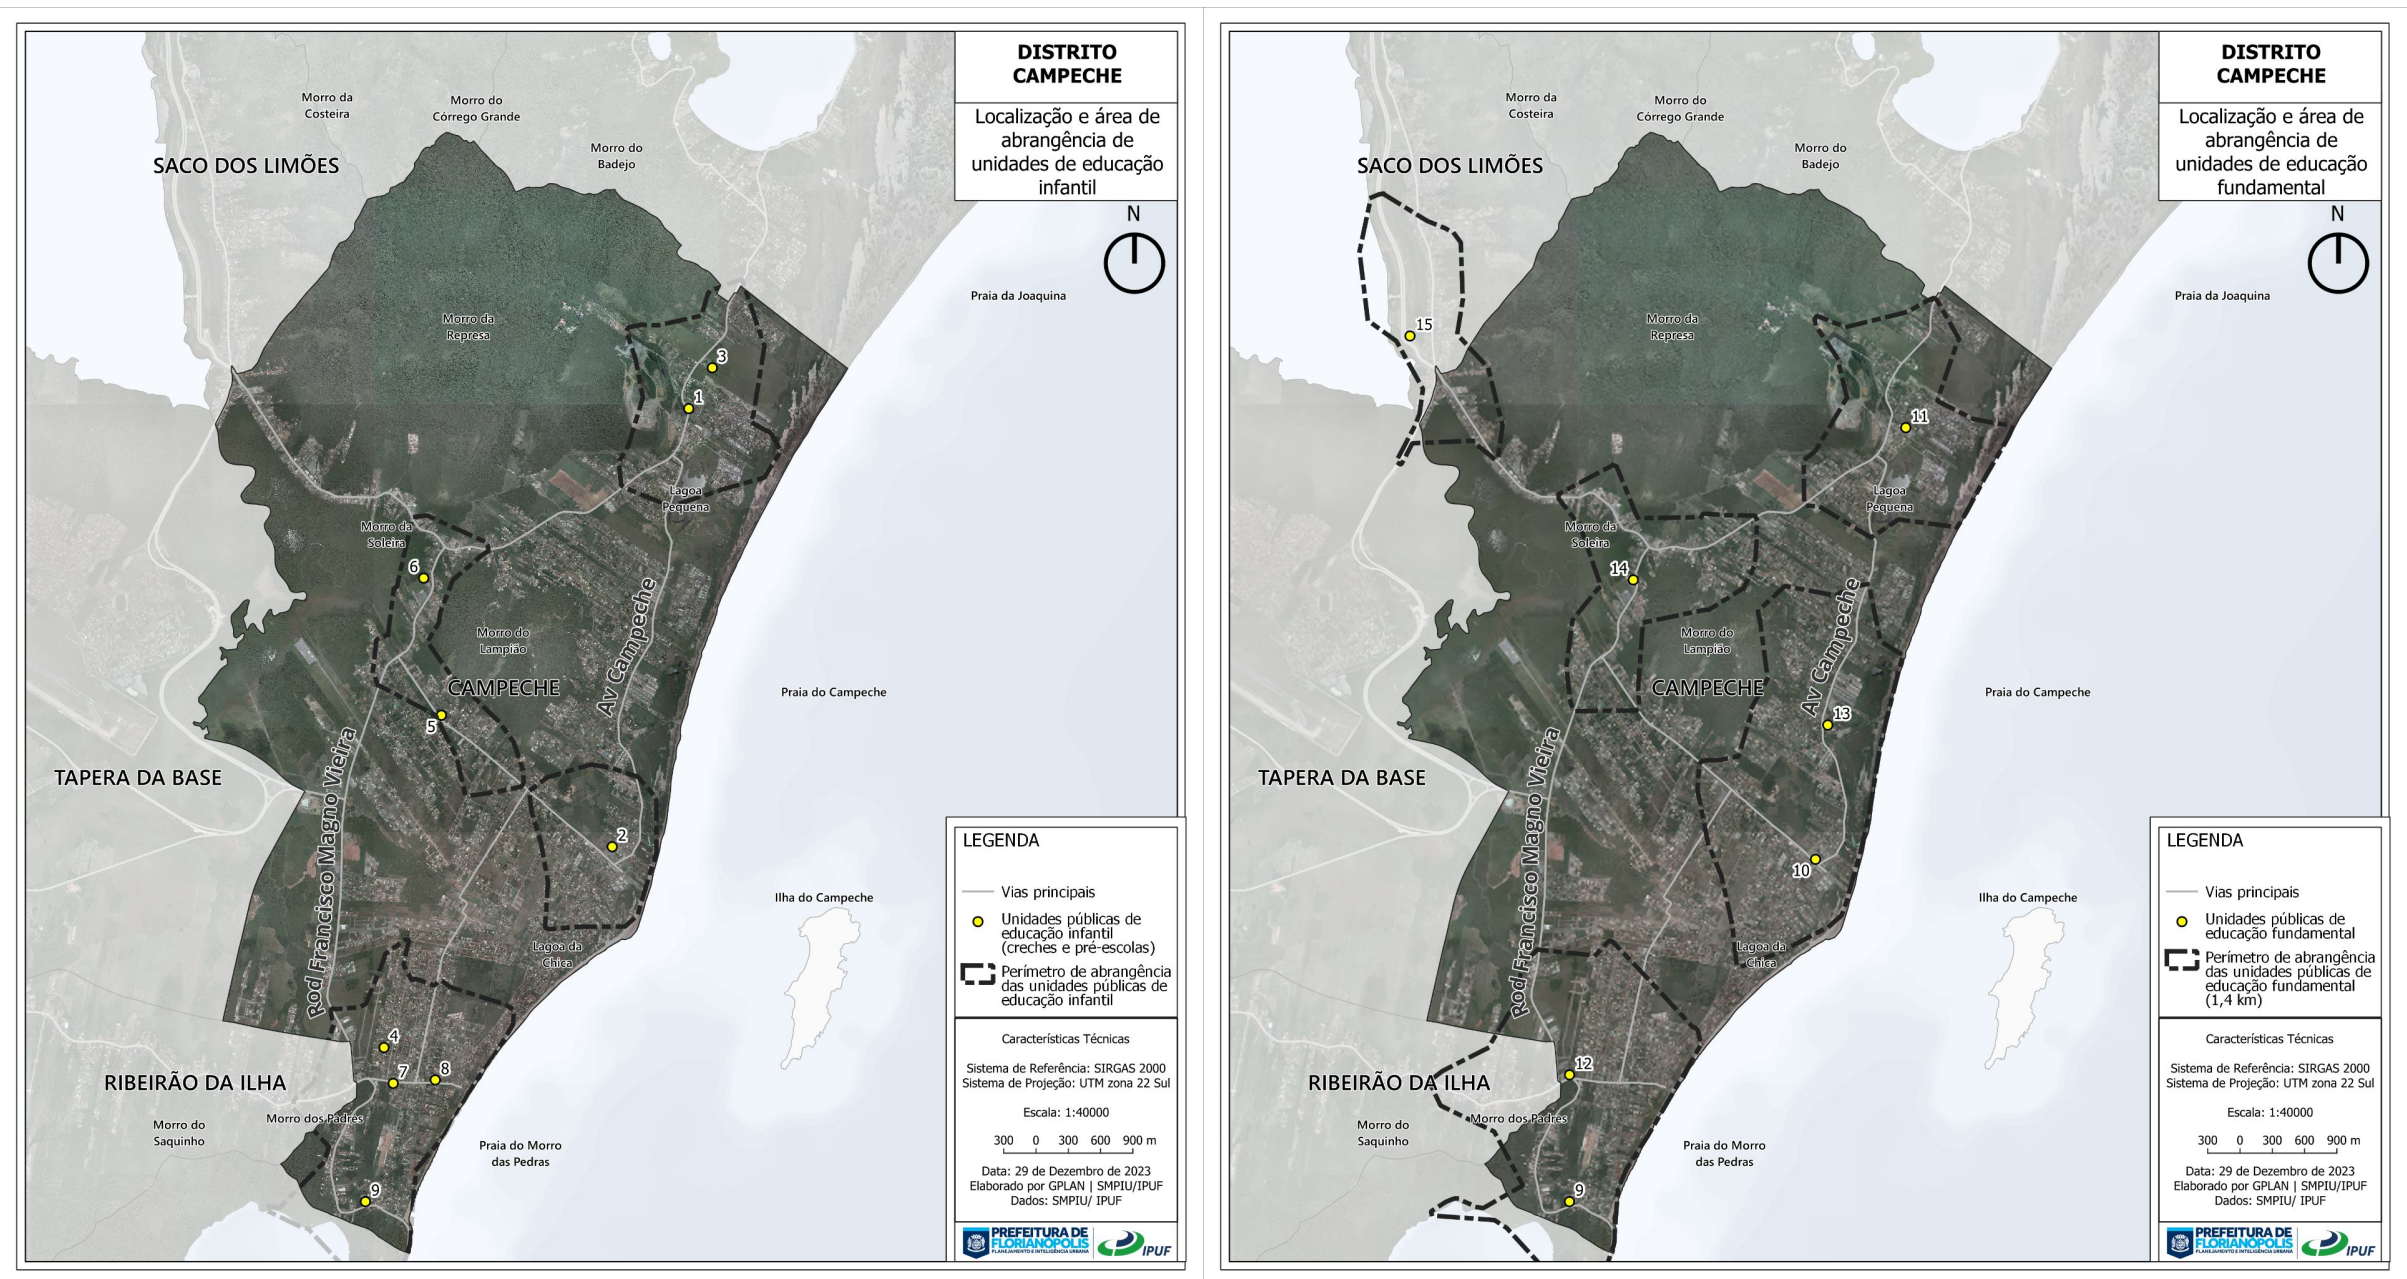 DISTRITO
CAMPECHE
Localização e área de
abrangência de
unidades de educação
infantil
N
Morro da
Costeira
Morro do
Córrego Grande
Morro do
Badejo
SACO DOS LIMÕES
Praia da Joaquina
Morro da
Represa
3
1
Lagoa
Pequena
Morro da
Soleira
6
Morro do
Lampião
Av Campeche
CAMPECHE
Praia do Campeche
5
Rod Francisco Magno Vieira
TAPERA DA BASE
2
Ilha do Campeche
Lagoa da
Chica
4
7
8
RIBEIRÃO DA ILHA
Morro dos Padres
Morro do
Saquinho
Praia do Morro
das Pedras
9
LEGENDA
Vias principais
Unidades públicas de
educação infantil
(creches e pré-escolas)
Perímetro de abrangência
das unidades públicas de
educação infantil
Características Técnicas
Sistema de Referência: SIRGAS 2000
Sistema de Projeção: UTM zona 22 Sul
Escala: 1:40000
300 0 300 600 900 m
Data: 29 de Dezembro de 2023
Elaborado por GPLAN | SMPIU/IPUF
Dados: SMPIU/ IPUF
PREFEITURA DE
FLORIANÓPOLIS
PLANEJAMENTO E INTELIGÊNCIA URBANA
IPUF
DISTRITO
CAMPECHE
Localização e área de
abrangência de
unidades de educação
fundamental
N
Morro da
Costeira
Morro do
Córrego Grande
Morro do
Badejo
SACO DOS LIMÕES
Praia da Joaquina
15
Morro da
Represa
11
Lagoa
Pequena
Morro da
Soleira
14
Morro do
Lampião
Av Campeche
CAMPECHE
Praia do Campeche
13
Rod Francisco Magno Vieira
TAPERA DA BASE
10
Ilha do Campeche
Lagoa da
Chica
12
RIBEIRÃO DA ILHA
Morro dos Padres
Morro do
Saquinho
Praia do Morro
das Pedras
9
LEGENDA
Vias principais
Unidades públicas de
educação fundamental
Perímetro de abrangência
das unidades públicas de
educação fundamental
(1,4 km)
Características Técnicas
Sistema de Referência: SIRGAS 2000
Sistema de Projeção: UTM zona 22 Sul
Escala: 1:40000
300 0 300 600 900 m
Data: 29 de Dezembro de 2023
Elaborado por GPLAN | SMPIU/IPUF
Dados: SMPIU/ IPUF
PREFEITURA DE
FLORIANÓPOLIS
PLANEJAMENTO E INTELIGÊNCIA URBANA
IPUF